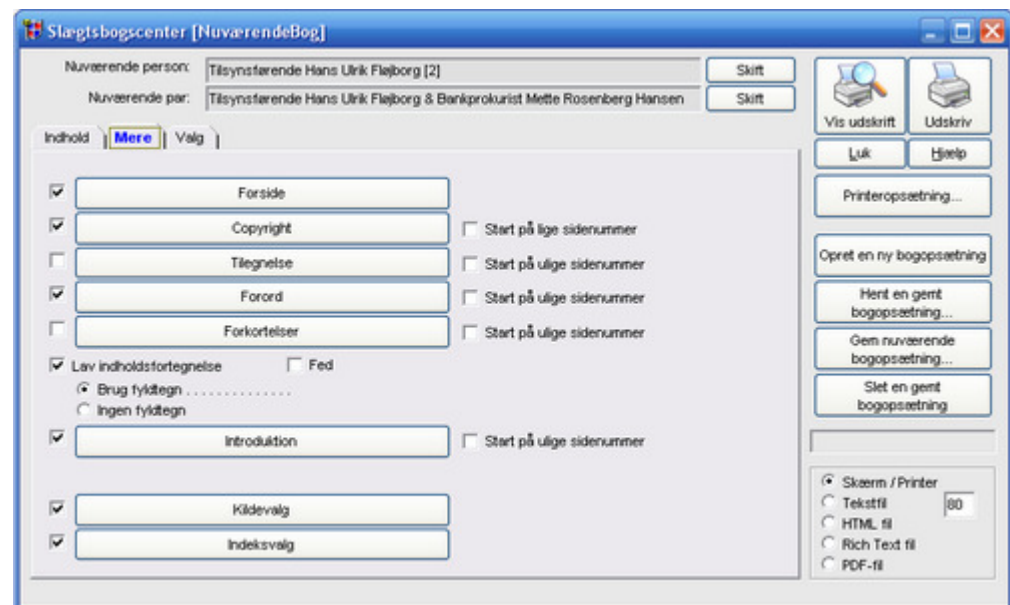 Slægtsbogscenter [NuværendeBog]
Nuværende person: Tilsynsførende Hans Ulrik Fløjborg [2] Skift
Nuværende par: Tilsynsførende Hans Ulrik Fløjborg & Bankprokurist Mette Rosenberg Hansen Skift
Vis udskrift Udskriv
Indhold Mere Valg
Luk Hjælp
Forside
Printeropsætning...
Copyright Start på lige sidenummer
Tilegnelse Start på ulige sidenummer
Opret en ny bogopsætning
Forord Start på ulige sidenummer
Hent en gemt
bogopsætning...
Forkortelser Start på ulige sidenummer
Gem nuværende
bogopsætning...
Lav indholdsfortegnelse Fed
Brug fyldtegn . . . . . . . . . . . . . .
Ingen fyldtegn
Slet en gemt
bogopsætning
Introduktion Start på ulige sidenummer
Kildevalg
Indeksvalg
Skærm / Printer
Tekstfil 80
HTML fil
Rich Text fil
PDF-fil